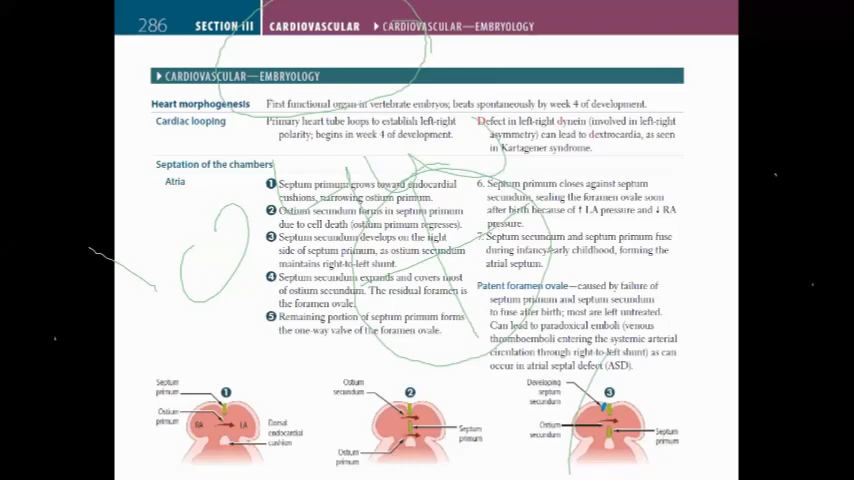 286 SECTION III CARDIOVASCULAR ▶ CARDIOVASCULAR—EMBRYOLOGY
▶ CARDIOVASCULAR—EMBRYOLOGY
Heart morphogenesis First functional organ in vertebrate embryos; beats spontaneously by week 4 of development.
Cardiac looping
Primary heart tube loops to establish left-right
polarity; begins in week 4 of development.
Defect in left-right dynein (involved in left-right
asymmetry) can lead to dextrocardia, as seen
in Kartagener syndrome.
Septation of the chambers
Atria
1 Septum primum grows toward endocardial
cushions, narrowing ostium primum.
2 Ostium secundum forms in septum primum
due to cell death (ostium primum regresses).
3 Septum secundum develops on the right
side of septum primum, as ostium secundum
maintains right-to-left shunt.
4 Septum secundum expands and covers most
of ostium secundum. The residual foramen is
the foramen ovale.
5 Remaining portion of septum primum forms
the one-way valve of the foramen ovale.
6. Septum primum closes against septum
secundum, sealing the foramen ovale soon
after birth because of ↑ LA pressure and ↓ RA
pressure.
7. Septum secundum and septum primum fuse
during infancy/early childhood, forming the
atrial septum.
Patent foramen ovale—caused by failure of
septum primum and septum secundum
to fuse after birth; most are left untreated.
Can lead to paradoxical emboli (venous
thromboemboli entering the systemic arterial
circulation through right-to-left shunt) as can
occur in atrial septal defect (ASD).
1
Septum
primum
Ostium
primum
RA
LA
Dorsal
endocardial
cushion
2
Ostium
secundum
Septum
primum
Ostium
primum
3
Developing
septum
secundum
Ostium
secundum
Septum
primum